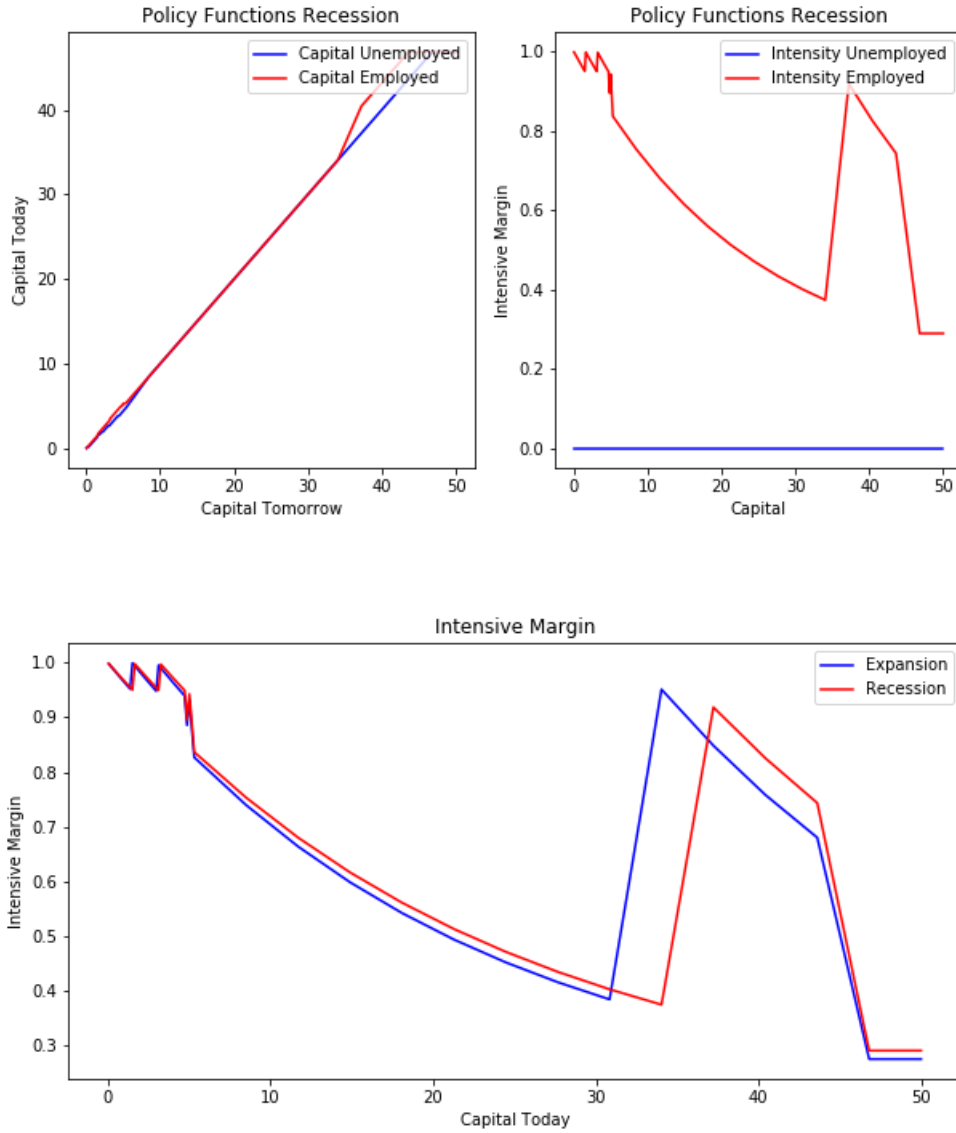 Policy Functions Recession
Capital Unemployed
Capital Employed
Capital Today
40
30
20
10
0
0 10 20 30 40 50
Capital Tomorrow
Policy Functions Recession
Intensity Unemployed
Intensity Employed
Intensive Margin
1.0
0.8
0.6
0.4
0.2
0.0
0 10 20 30 40 50
Capital
Intensive Margin
Expansion
Recession
Intensive Margin
1.0
0.9
0.8
0.7
0.6
0.5
0.4
0.3
0 10 20 30 40 50
Capital Today